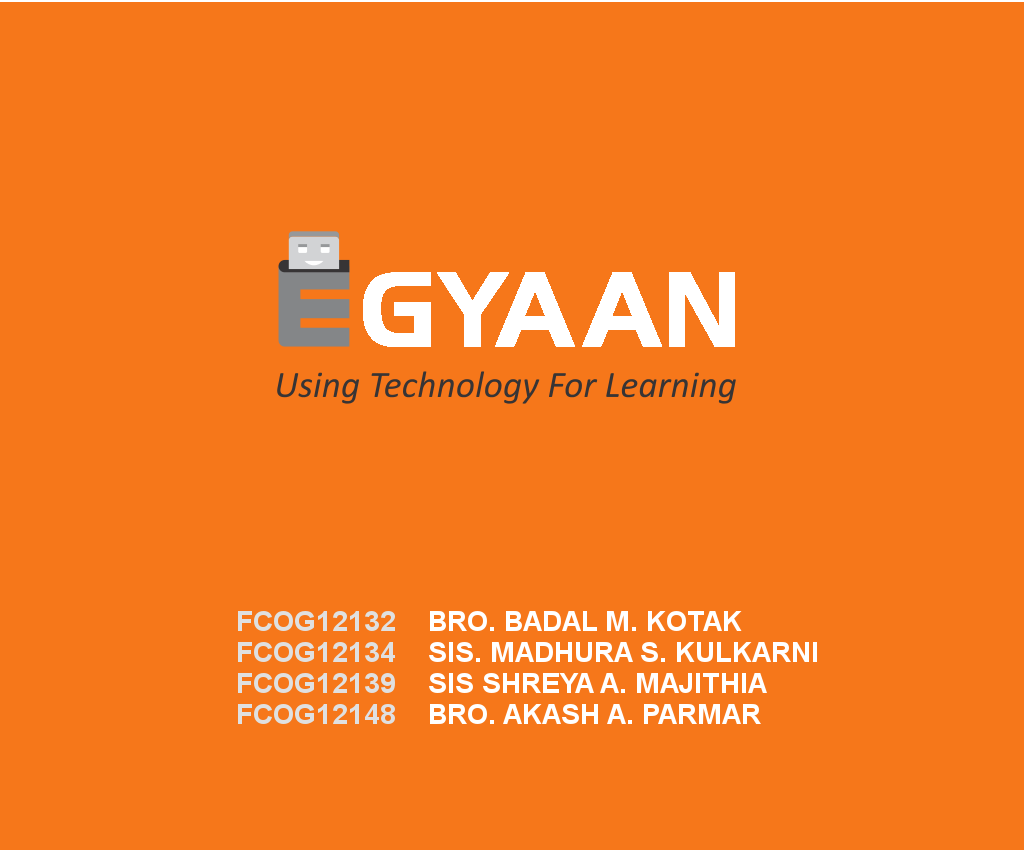 EGYAAN
Using Technology For Learning
FCOG12132 BRO. BADAL M. KOTAK
FCOG12134 SIS. MADHURA S. KULKARNI
FCOG12139 SIS SHREYA A. MAJITHIA
FCOG12148 BRO. AKASH A. PARMAR